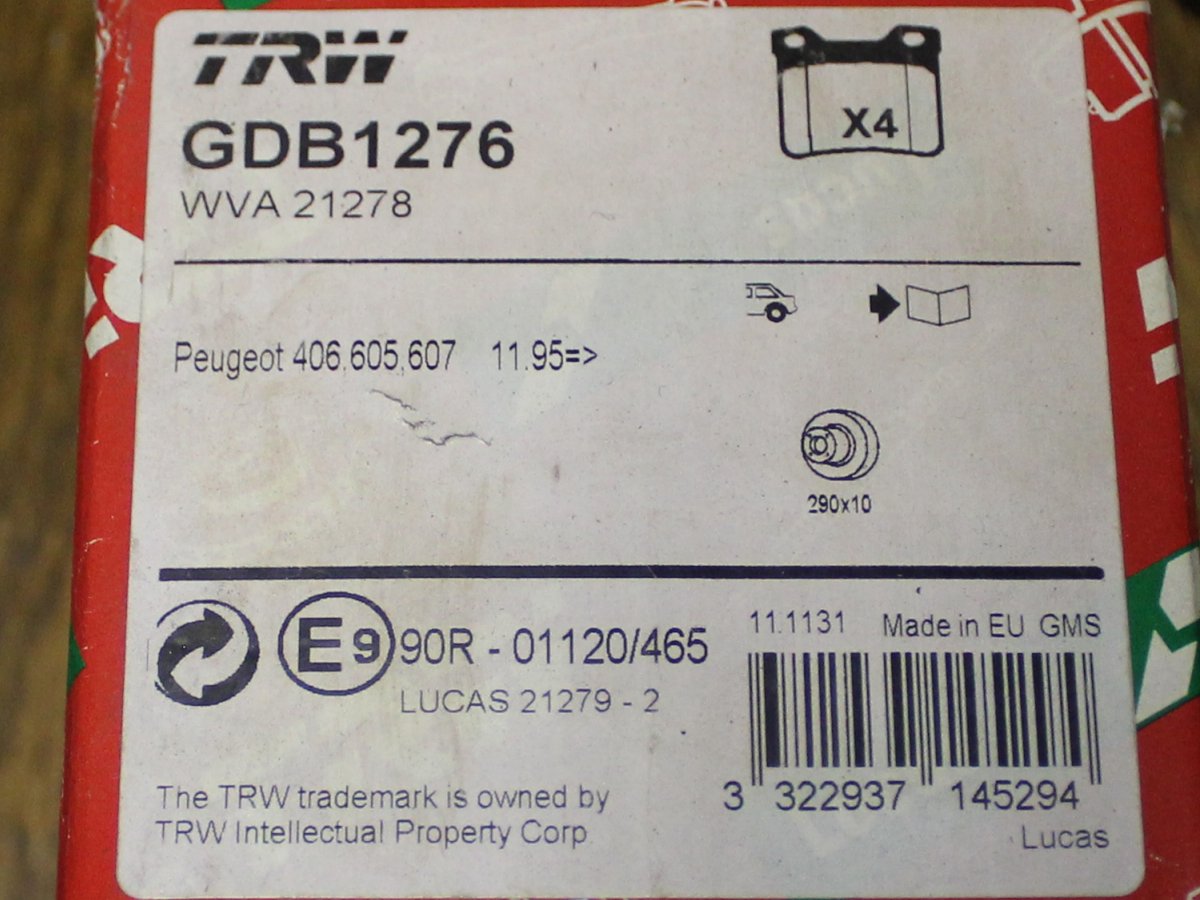 TRW
GDB1276
X4
WVA 21278
Peugeot 406,605,607 11.95=>
290x10
E9 90R - 01120/465
LUCAS 21279 - 2
11.1131 Made in EU GMS
3 322937 145294
Lucas
The TRW trademark is owned by
TRW Intellectual Property Corp